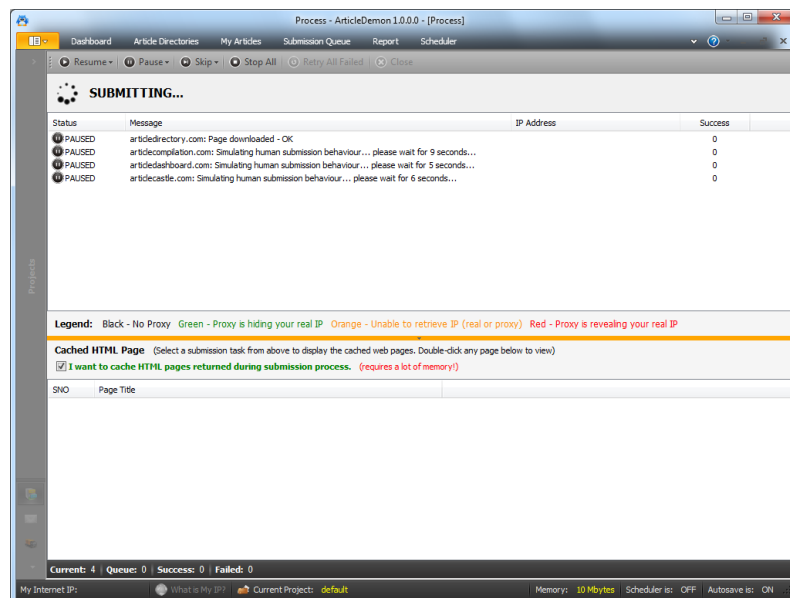 Process - ArticleDemon 1.0.0.0 - [Process]
Dashboard Article Directories My Articles Submission Queue Report Scheduler
Resume Pause Skip Stop All Retry All Failed Close
SUBMITTING...
Status Message IP Address Success
PAUSED articledirectory.com: Page downloaded - OK 0
PAUSED articlecompilation.com: Simulating human submission behaviour... please wait for 9 seconds... 0
PAUSED articledashboard.com: Simulating human submission behaviour... please wait for 5 seconds... 0
PAUSED articlecastle.com: Simulating human submission behaviour... please wait for 6 seconds... 0
Projects
Legend: Black - No Proxy Green - Proxy is hiding your real IP Orange - Unable to retrieve IP (real or proxy) Red - Proxy is revealing your real IP
Cached HTML Page (Select a submission task from above to display the cached web pages. Double-click any page below to view)
I want to cache HTML pages returned during submission process. (requires a lot of memory!)
SNO Page Title
Current: 4 | Queue: 0 | Success: 0 | Failed: 0
My Internet IP: What is My IP? Current Project: default Memory: 10 Mbytes Scheduler is: OFF Autosave is: ON